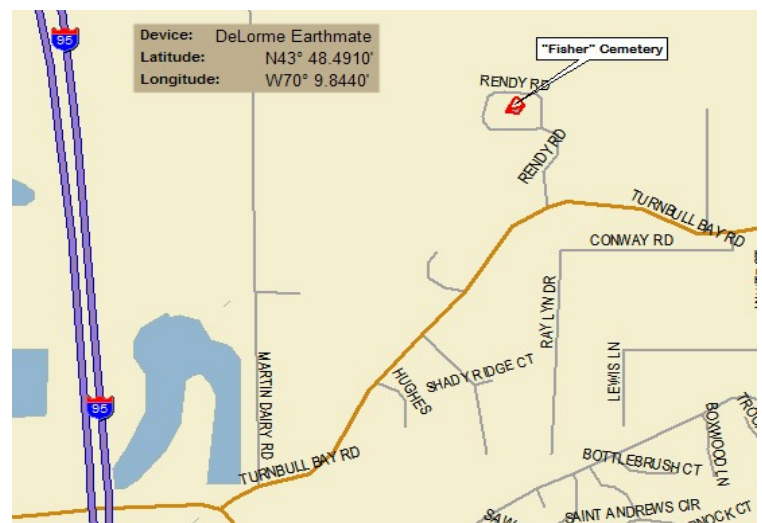 95
Device: DeLorme Earthmate
Latitude: N43° 48.4910'
Longitude: W70° 9.8440'
"Fisher" Cemetery
RENDY RD
RENDY RD
TURNBULL BAY RD
CONWAY RD
RAY LYN DR
LEWIS LN
SHADY RIDGE CT
HUGHES
MARTIN DAIRY RD
95
TURNBULL BAY RD
BOTTLEBRUSH CT
BOXWOOD LN
SAINT ANDREWS CIR